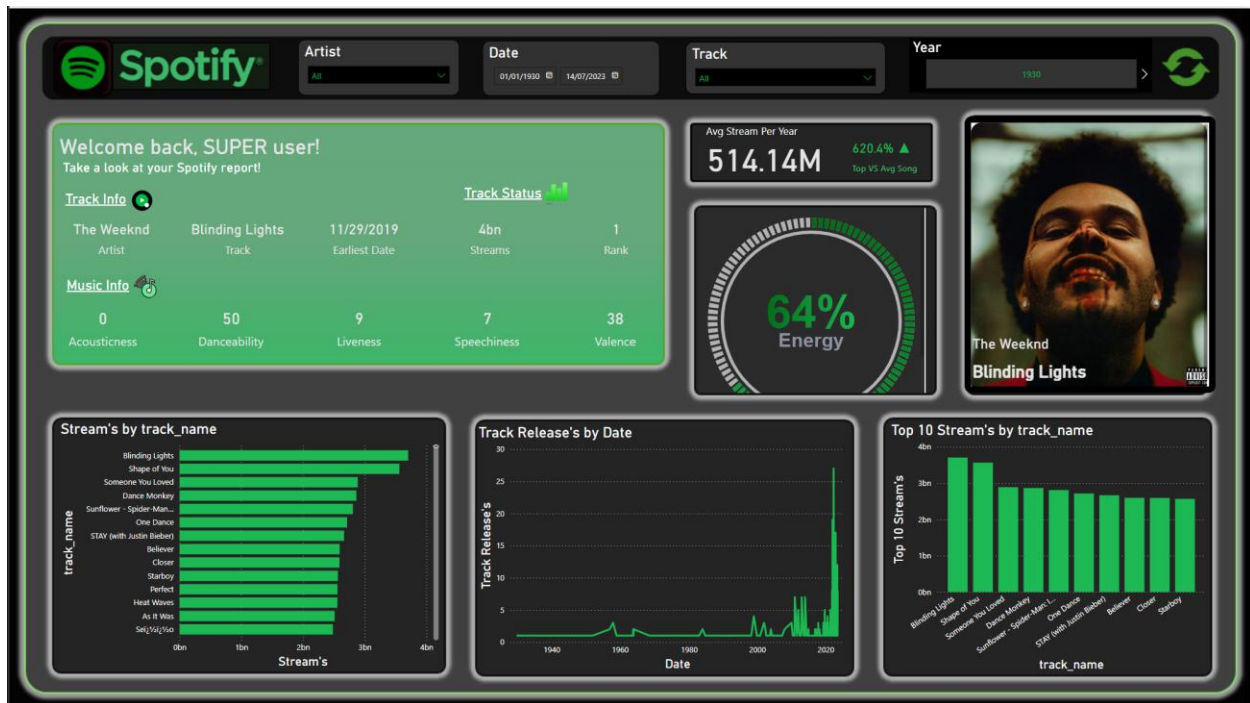 Spotify®
Artist
All
Date
01/01/1930 14/07/2023
Track
All
Year
1930
Welcome back, SUPER user!
Take a look at your Spotify report!
Track Info
Track Status
The Weeknd Blinding Lights 11/29/2019 4bn 1
Artist Track Earliest Date Streams Rank
Music Info
0 50 9 7 38
Acousticness Danceability Liveness Speechiness Valence
Avg Stream Per Year
514.14M
620.4% ▲
Top VS Avg Song
64%
Energy
The Weeknd
Blinding Lights
Stream's by track_name
track_name
Blinding Lights
Shape of You
Someone You Loved
Dance Monkey
Sunflower - Spider-Man...
One Dance
STAY (with Justin Bieber)
Believer
Closer
Starboy
Perfect
Heat Waves
As It Was
Seï¿½ï¿½o
0bn 1bn 2bn 3bn 4bn
Stream's
Track Release's by Date
Track Release's
30
25
20
15
10
5
0
1940 1960 1980 2000 2020
Date
Top 10 Stream's by track_name
Top 10 Stream's
4bn
3bn
2bn
1bn
0bn
Blinding Lights
Shape of You
Someone You Loved
Dance Monkey
Sunflower - Spider-Man: I...
One Dance
STAY (with Justin Bieber)
Believer
Closer
Starboy
track_name